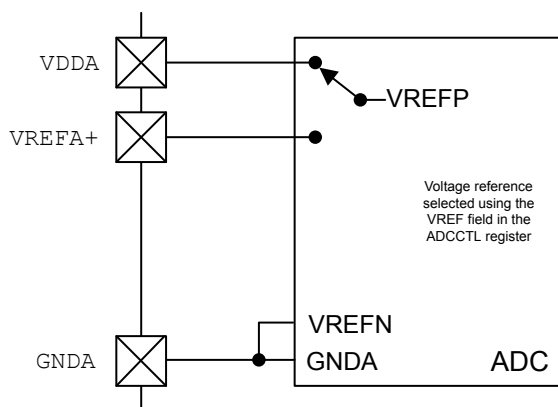 VDDA
VREFP
VREFA+
Voltage reference
selected using the
VREF field in the
ADCCTL register
VREFN
GNDA
GNDA
ADC